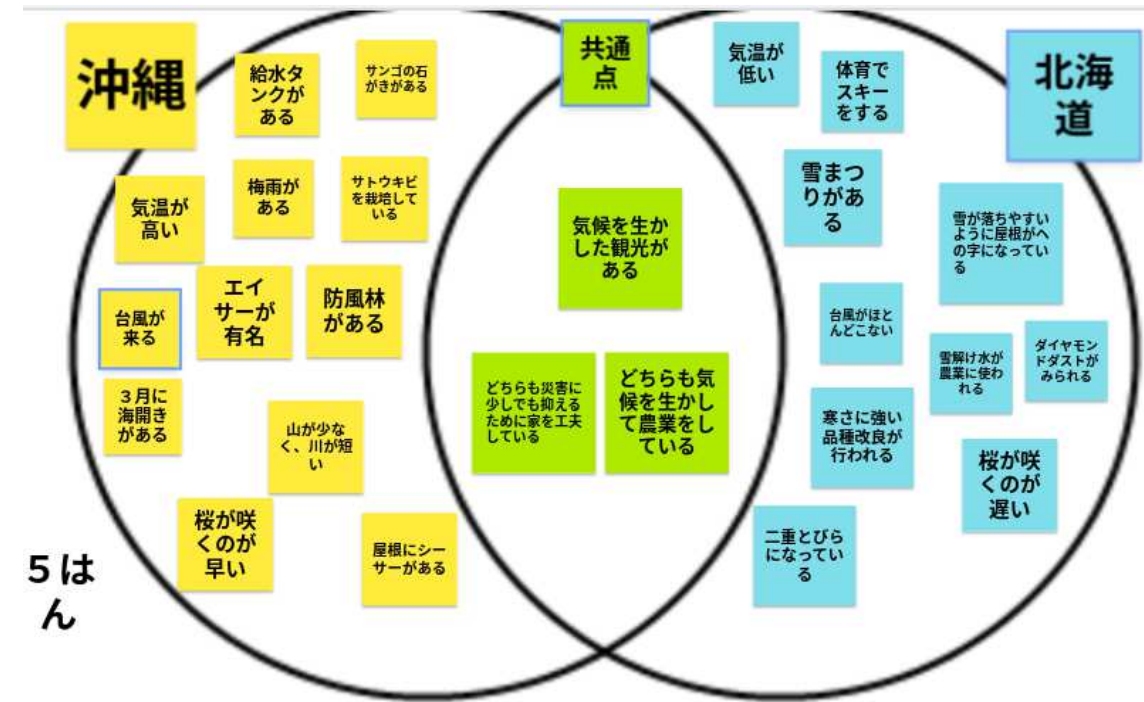 沖縄
給水タ
ンクが
ある
サンゴの石
がきがある
気温が
高い
梅雨が
ある
サトウキビ
を栽培して
いる
台風が
来る
エイ
サーが
有名
防風林
がある
3月に
海開き
がある
山が少な
く、川が短
い
桜が咲
くのが
早い
屋根にシー
サーがある
5は
ん
共通
点
気候を生か
した観光が
ある
どちらも災害に
少しでも抑える
ために家を工夫
している
どちらも気
候を生かし
て農業をし
ている
北海
道
気温が
低い
体育で
スキー
をする
雪まつ
りがあ
る
雪が落ちやすい
ように屋根がへ
の字になってい
る
台風がほと
んどこない
雪解け水が
農業に使わ
れる
ダイヤモン
ドダストが
みられる
寒さに強い
品種改良が
行われる
桜が咲
くのが
遅い
二重とびら
になってい
る